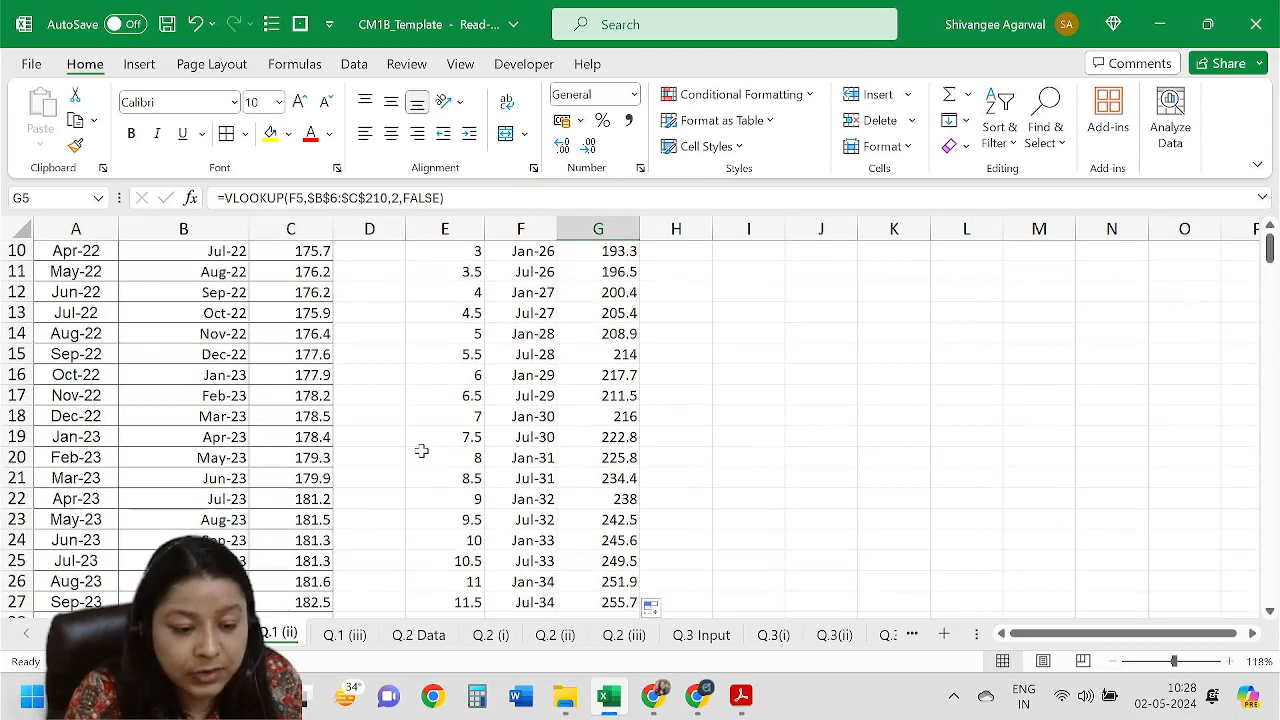 AutoSave Off CM1B_Template - Read-... Search Shivangee Agarwal SA
File Home Insert Page Layout Formulas Data Review View Developer Help Comments Share
Paste Calibri 10 B I U General Conditional Formatting Format as Table Cell Styles Insert Delete Format Sort & Filter Find & Select Add-ins Analyze Data
Clipboard Font Alignment Number Styles Cells Editing Add-ins
G5 fx =VLOOKUP(F5,$B$6:$C$210,2,FALSE)
A B C D E F G H I J K L M N O P
10 Apr-22 Jul-22 175.7 3 Jan-26 193.3
11 May-22 Aug-22 176.2 3.5 Jul-26 196.5
12 Jun-22 Sep-22 176.2 4 Jan-27 200.4
13 Jul-22 Oct-22 175.9 4.5 Jul-27 205.4
14 Aug-22 Nov-22 176.4 5 Jan-28 208.9
15 Sep-22 Dec-22 177.6 5.5 Jul-28 214
16 Oct-22 Jan-23 177.9 6 Jan-29 217.7
17 Nov-22 Feb-23 178.2 6.5 Jul-29 211.5
18 Dec-22 Mar-23 178.5 7 Jan-30 216
19 Jan-23 Apr-23 178.4 7.5 Jul-30 222.8
20 Feb-23 May-23 179.3 8 Jan-31 225.8
21 Mar-23 Jun-23 179.9 8.5 Jul-31 234.4
22 Apr-23 Jul-23 181.2 9 Jan-32 238
23 May-23 Aug-23 181.5 9.5 Jul-32 242.5
24 Jun-23 181.3 10 Jan-33 245.6
25 Jul-23 181.3 10.5 Jul-33 249.5
26 Aug-23 181.6 11 Jan-34 251.9
27 Sep-23 182.5 11.5 Jul-34 255.7
Q.1 (ii) Q.1 (iii) Q.2 Data Q.2 (i) Q.2 (ii) Q.2 (iii) Q.3 Input Q.3(i) Q.3(ii)
Ready 118%
34° ENG 10:28
IN 02-05-2024